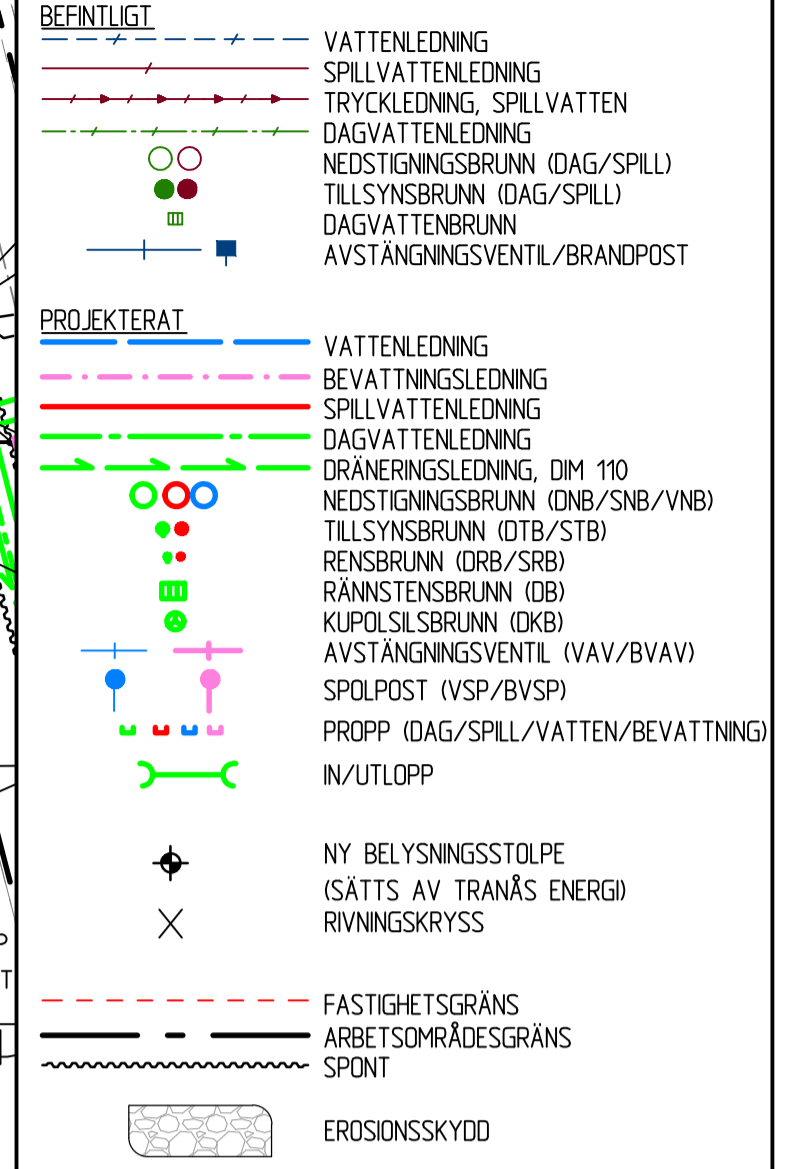 BEFINTLIGT
VATTENLEDNING
SPILLVATTENLEDNING
TRYCKLEDNING, SPILLVATTEN
DAGVATTENLEDNING
NEDSTIGNINGSBRUNN (DAG/SPILL)
TILLSYNSBRUNN (DAG/SPILL)
DAGVATTENBRUNN
AVSTÄNGNINGSVENTIL/BRANDPOST
PROJEKTERAT
VATTENLEDNING
BEVATTNINGSLEDNING
SPILLVATTENLEDNING
DAGVATTENLEDNING
DRÄNERINGSLEDNING, DIM 110
NEDSTIGNINGSBRUNN (DNB/SNB/VNB)
TILLSYNSBRUNN (DTB/STB)
RENSBRUNN (DRB/SRB)
RÄNNSTENSBRUNN (DB)
KUPOLSILSBRUNN (DKB)
AVSTÄNGNINGSVENTIL (VAV/BVAV)
SPOLPOST (VSP/BVSP)
PROPP (DAG/SPILL/VATTEN/BEVATTNING)
IN/UTLOPP
NY BELYSNINGSSTOLPE
(SÄTTS AV TRANÅS ENERGI)
RIVNINGSKRYSS
T
FASTIGHETSGRÄNS
ARBETSOMRÅDESGRÄNS
SPONT
EROSIONSSKYDD